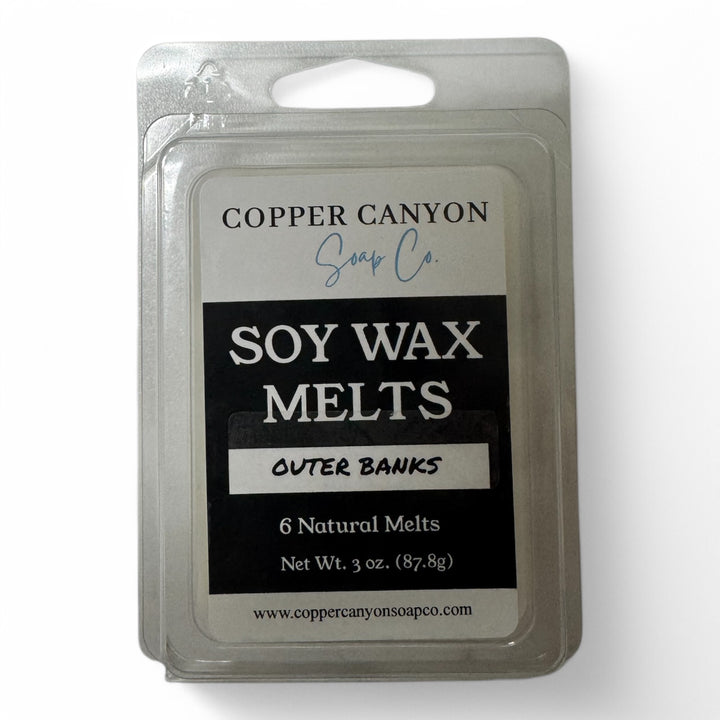 COPPER CANYON
Soap Co.
SOY WAX
MELTS
OUTER BANKS
6 Natural Melts
Net Wt. 3 oz. (87.8g)
www.coppercanyonsoapco.com